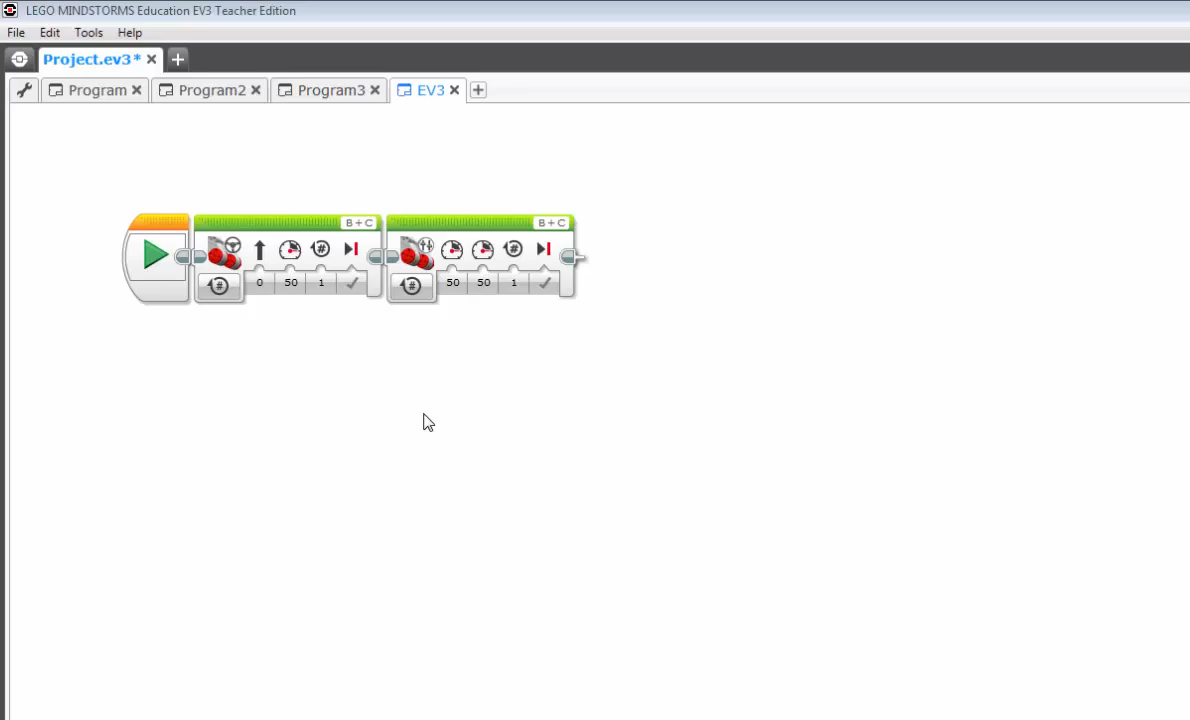 LEGO MINDSTORMS Education EV3 Teacher Edition
File Edit Tools Help
Project.ev3*
Program Program2 Program3 EV3
B+C B+C
# # # #
0 50 1 50 50 1